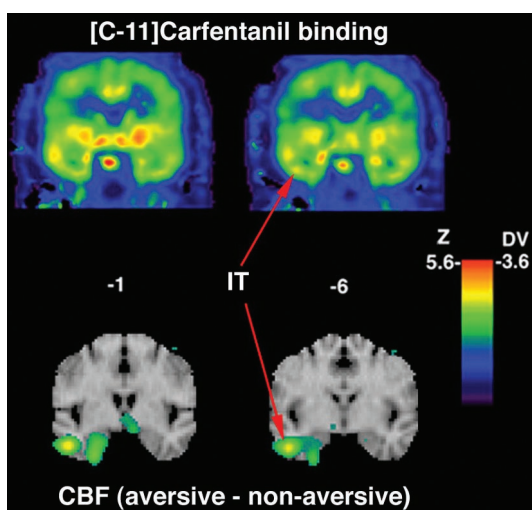 [C-11]Carfentanil binding
Z DV
5.6- -3.6
-1 IT -6
CBF (aversive - non-aversive)